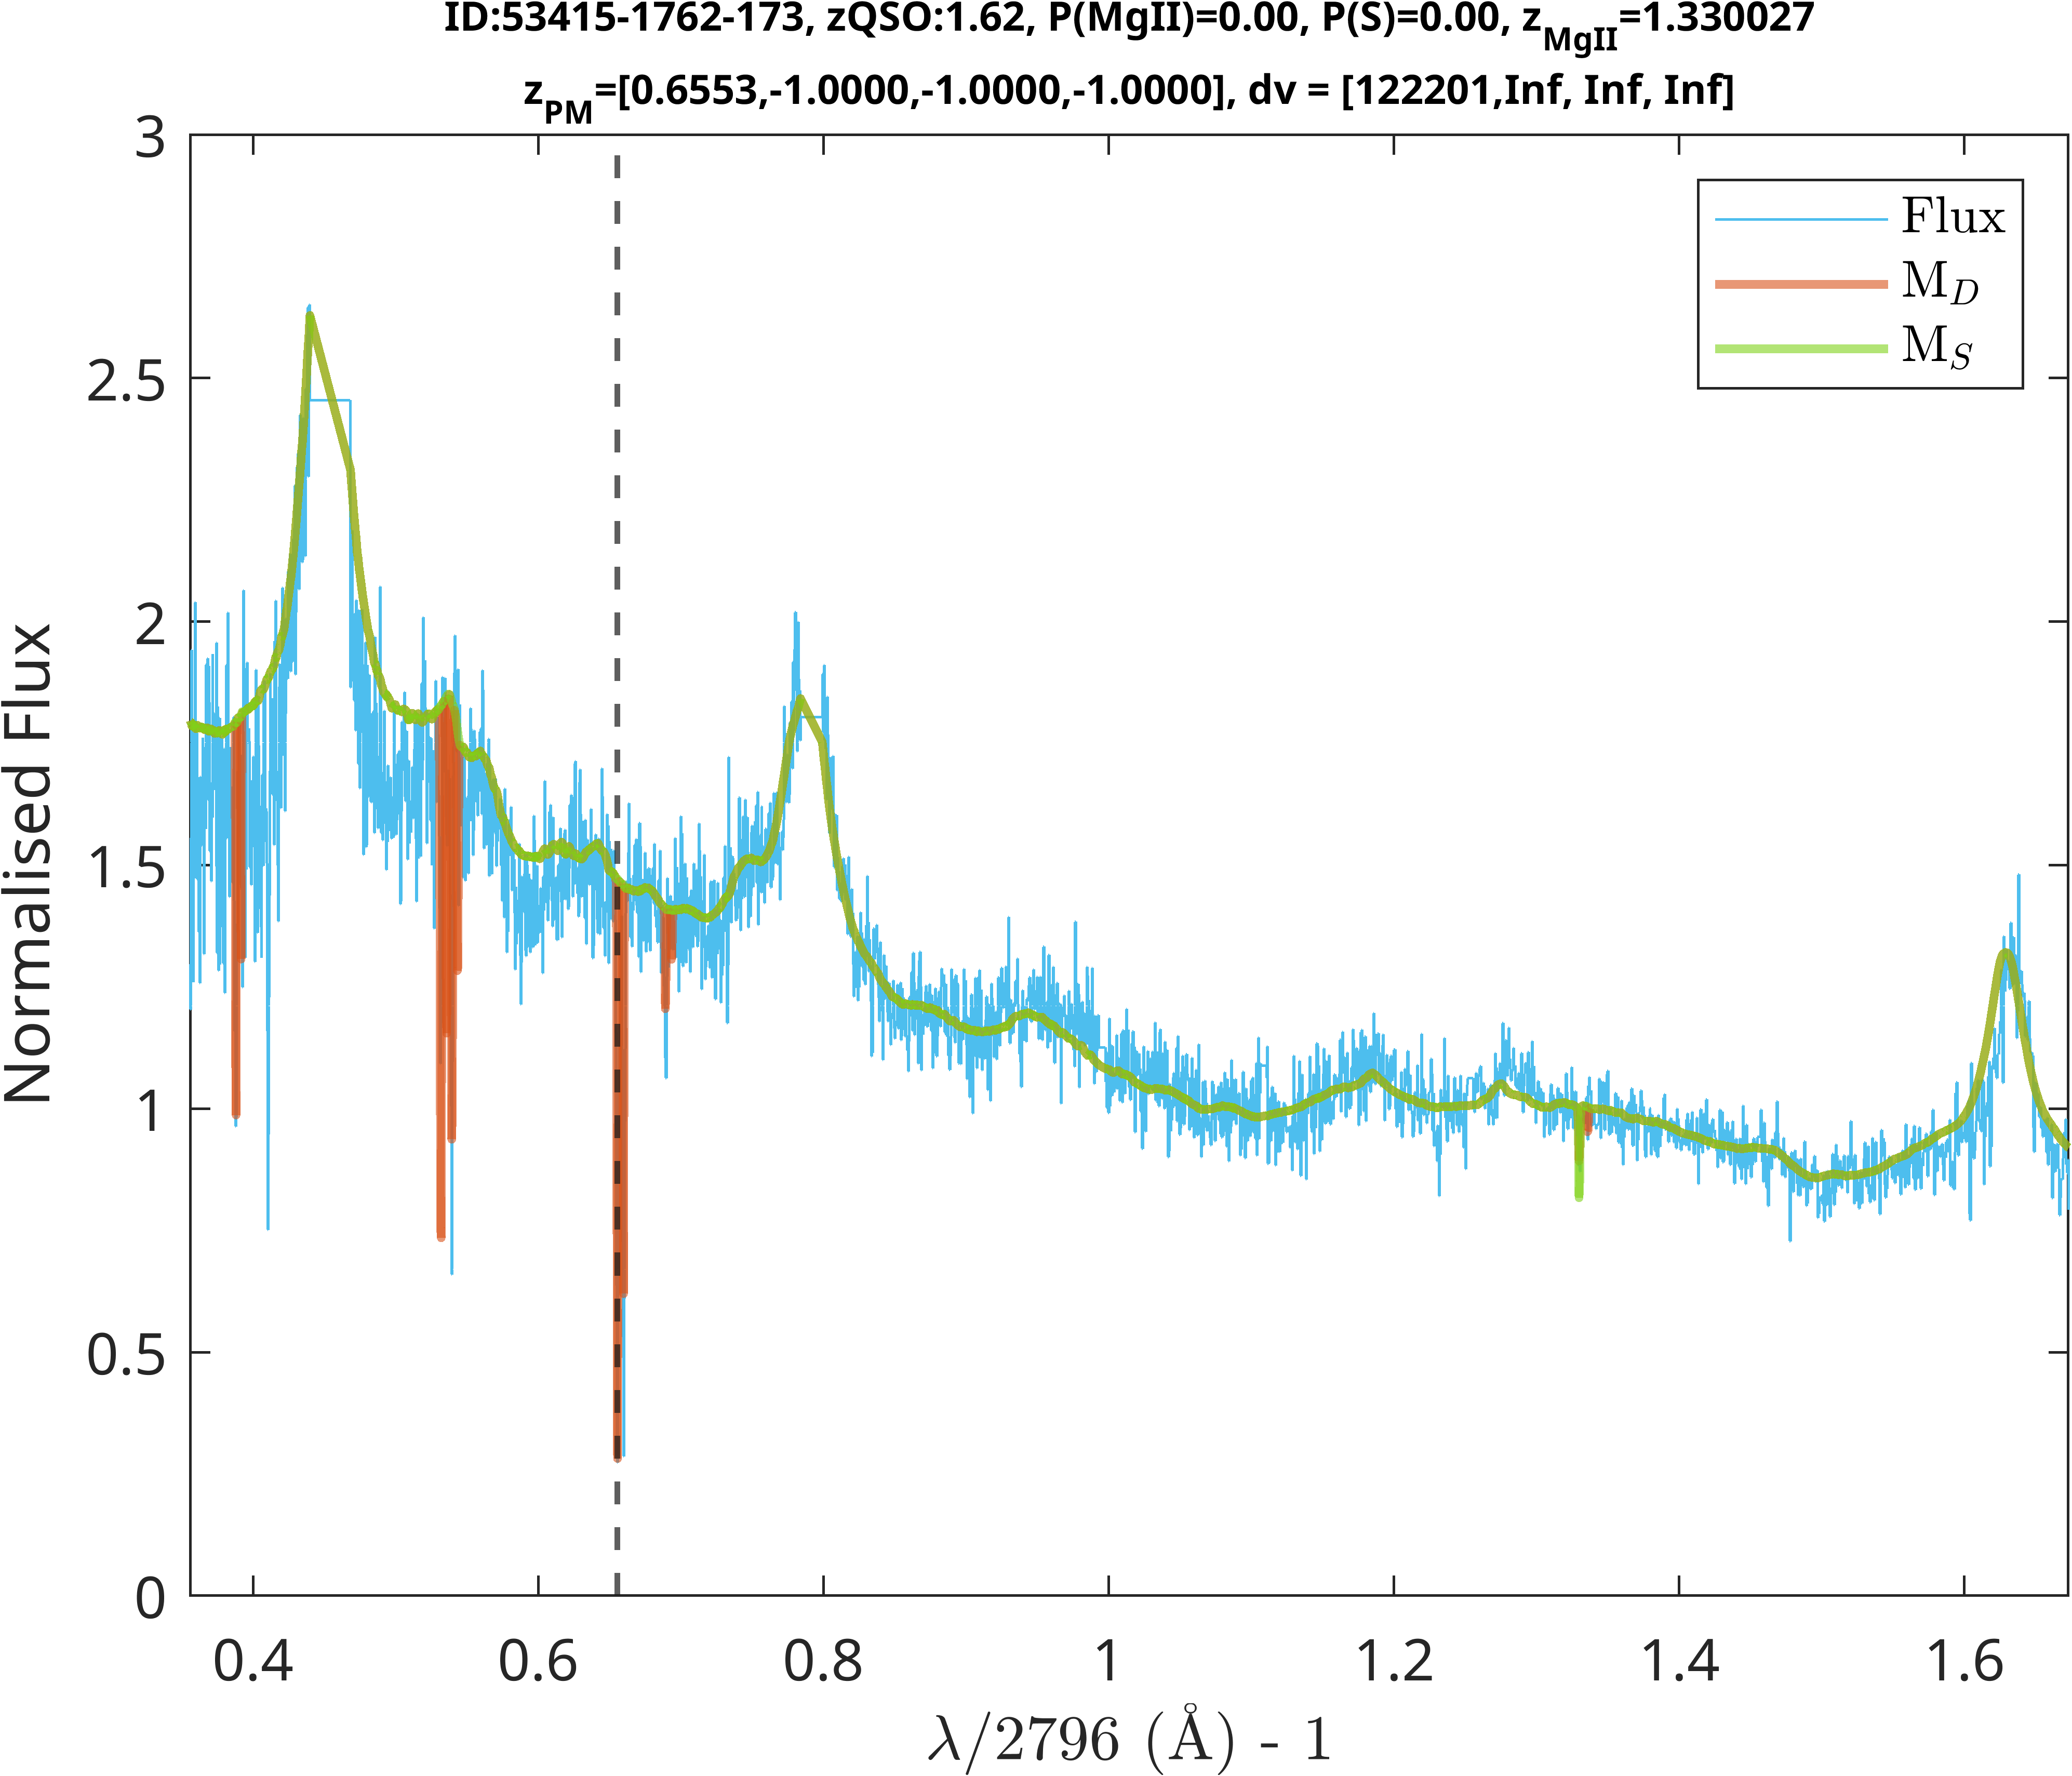 ID:53415-1762-173, zQSO:1.62, P(MgII)=0.00, P(S)=0.00, zMgII=1.330027
zPM=[0.6553,-1.0000,-1.0000,-1.0000], dv = [122201,Inf, Inf, Inf]
3
2.5
2
1.5
1
0.5
0
Normalised Flux
Flux
MD
MS
0.4 0.6 0.8 1 1.2 1.4 1.6
λ/2796 (Å) - 1